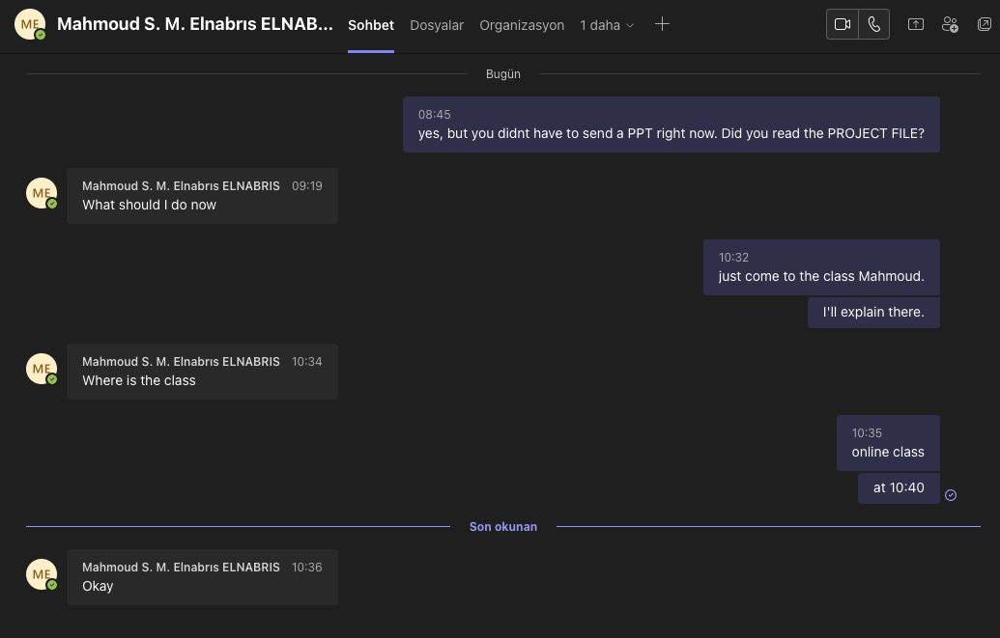 ME
Mahmoud S. M. Elnabrıs ELNAB... Sohbet Dosyalar Organizasyon 1 daha
Bugün
08:45
yes, but you didnt have to send a PPT right now. Did you read the PROJECT FILE?
ME
Mahmoud S. M. Elnabrıs ELNABRIS 09:19
What should I do now
10:32
just come to the class Mahmoud.
I'll explain there.
ME
Mahmoud S. M. Elnabrıs ELNABRIS 10:34
Where is the class
10:35
online class
at 10:40
Son okunan
ME
Mahmoud S. M. Elnabrıs ELNABRIS 10:36
Okay